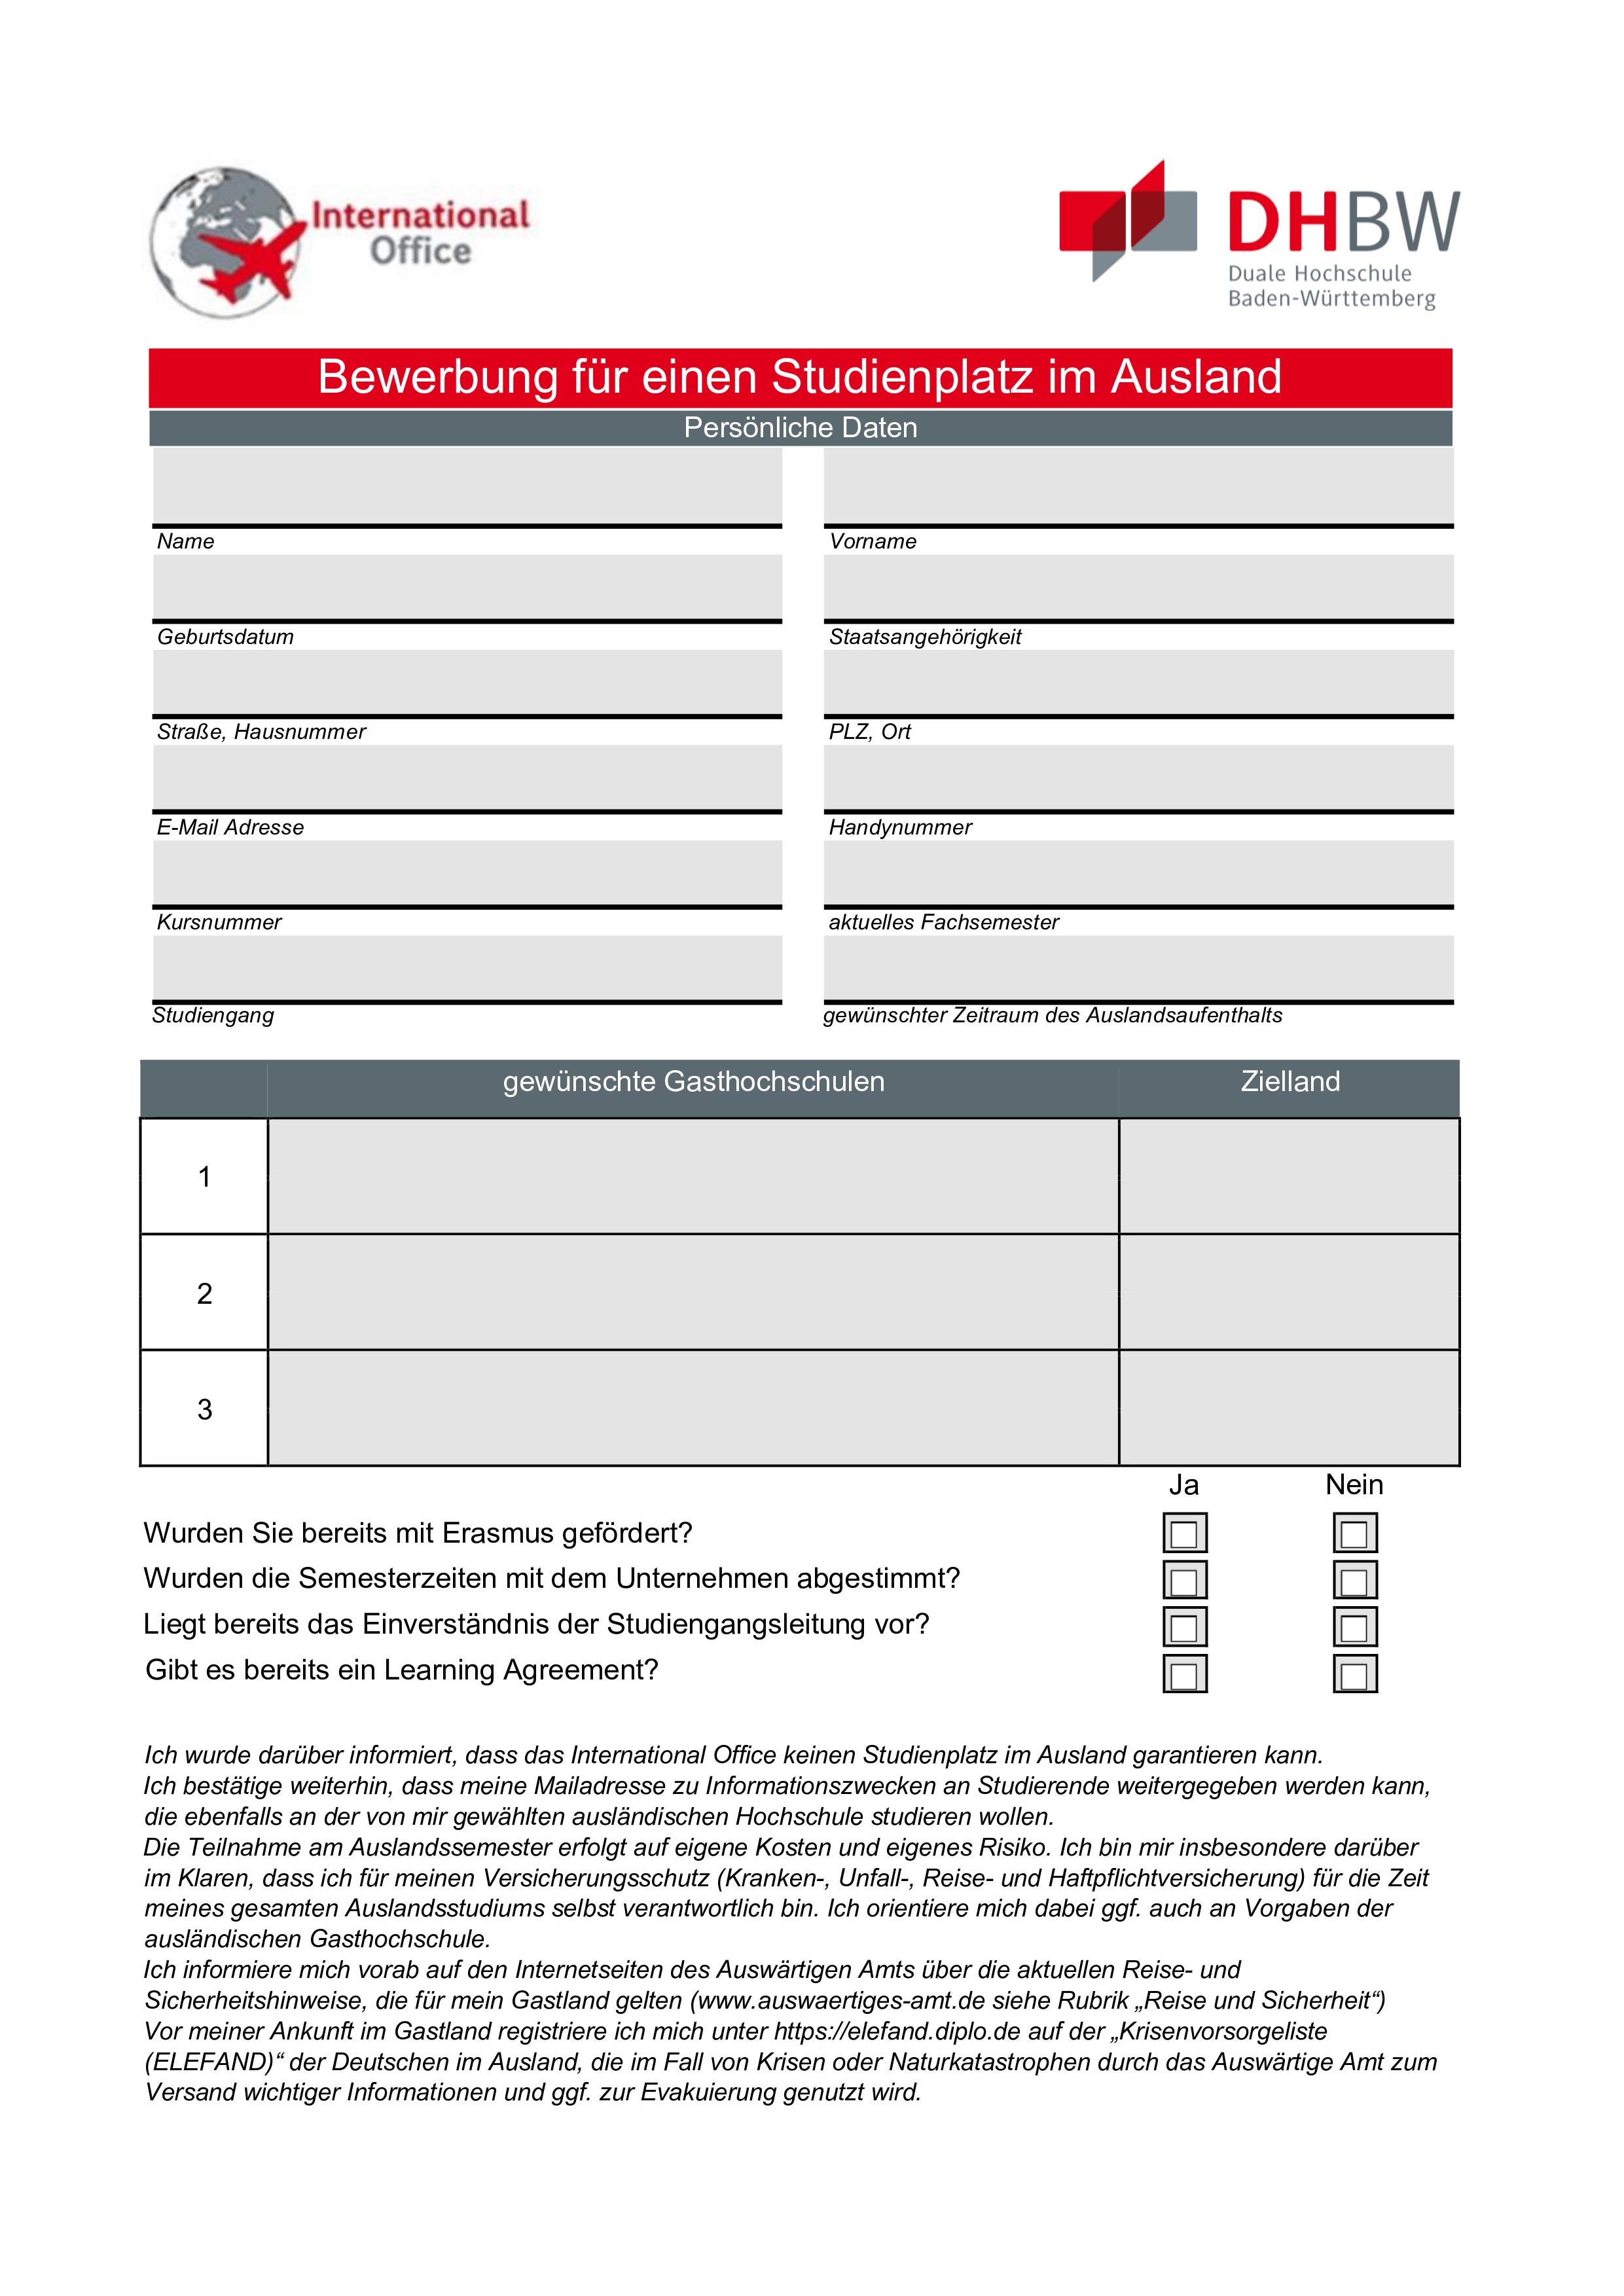 International
Office
DHBW
Duale Hochschule
Baden-Württemberg
Bewerbung für einen Studienplatz im Ausland
Persönliche Daten
Name Vorname
Geburtsdatum Staatsangehörigkeit
Straße, Hausnummer PLZ, Ort
E-Mail Adresse Handynummer
Kursnummer aktuelles Fachsemester
Studiengang gewünschter Zeitraum des Auslandsaufenthalts
gewünschte Gasthochschulen Zielland
1
2
3
Ja Nein
Wurden Sie bereits mit Erasmus gefördert?
Wurden die Semesterzeiten mit dem Unternehmen abgestimmt?
Liegt bereits das Einverständnis der Studiengangsleitung vor?
Gibt es bereits ein Learning Agreement?
Ich wurde darüber informiert, dass das International Office keinen Studienplatz im Ausland garantieren kann.
Ich bestätige weiterhin, dass meine Mailadresse zu Informationszwecken an Studierende weitergegeben werden kann,
die ebenfalls an der von mir gewählten ausländischen Hochschule studieren wollen.
Die Teilnahme am Auslandssemester erfolgt auf eigene Kosten und eigenes Risiko. Ich bin mir insbesondere darüber
im Klaren, dass ich für meinen Versicherungsschutz (Kranken-, Unfall-, Reise- und Haftpflichtversicherung) für die Zeit
meines gesamten Auslandsstudiums selbst verantwortlich bin. Ich orientiere mich dabei ggf. auch an Vorgaben der
ausländischen Gasthochschule.
Ich informiere mich vorab auf den Internetseiten des Auswärtigen Amts über die aktuellen Reise- und
Sicherheitshinweise, die für mein Gastland gelten (www.auswaertiges-amt.de siehe Rubrik „Reise und Sicherheit“)
Vor meiner Ankunft im Gastland registriere ich mich unter https://elefand.diplo.de auf der „Krisenvorsorgeliste
(ELEFAND)“ der Deutschen im Ausland, die im Fall von Krisen oder Naturkatastrophen durch das Auswärtige Amt zum
Versand wichtiger Informationen und ggf. zur Evakuierung genutzt wird.